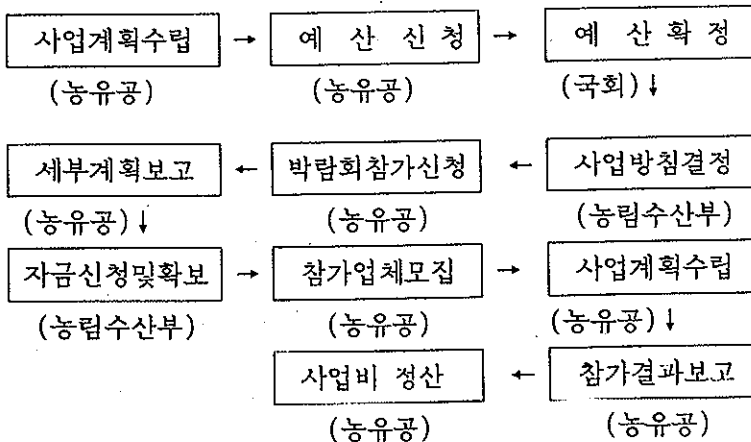 사업계획수립 → 예 산 신 청 → 예 산 확 정
(농유공) (농유공) (국회) ↓
세부계획보고 ← 박람회참가신청 ← 사업방침결정
(농유공) ↓ (농유공) (농림수산부)
자금신청및확보 → 참가업체모집 → 사업계획수립
(농림수산부) (농유공) (농유공) ↓
사업비 정산 ← 참가결과보고
(농유공) (농유공)